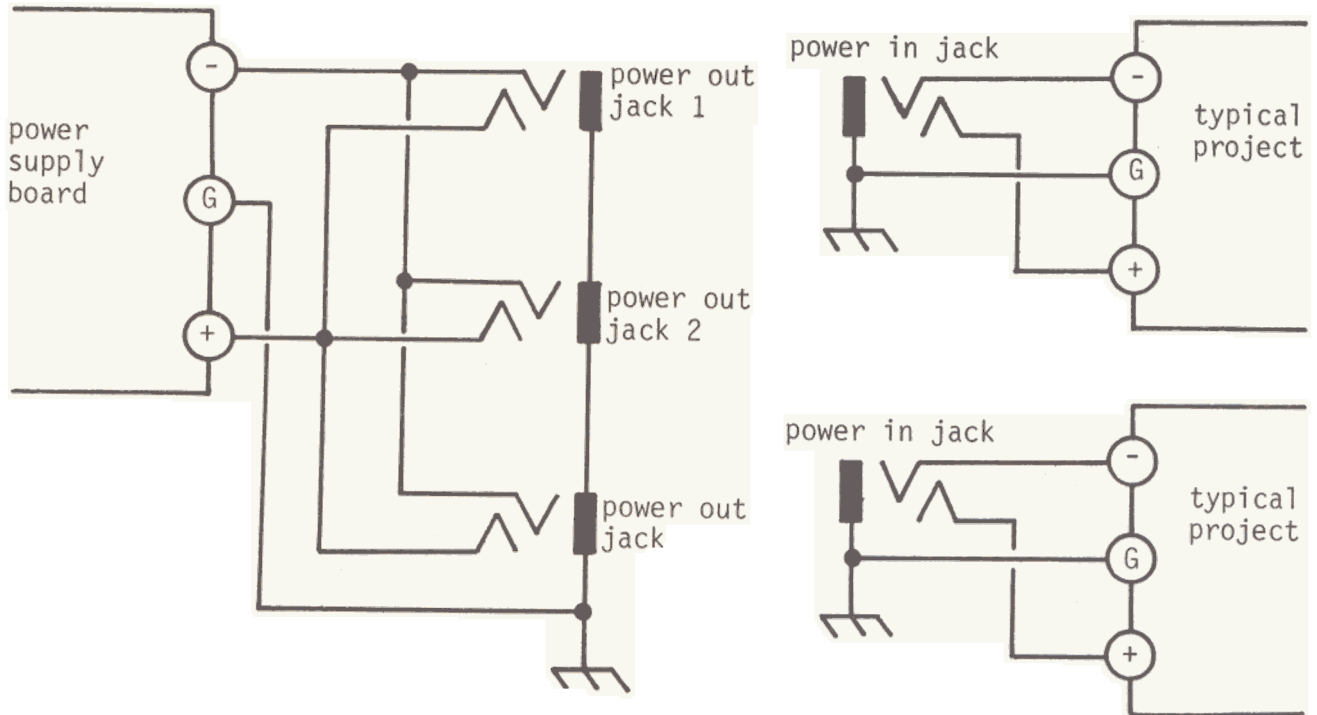 -
power out
jack 1
power
supply
board
G
+
power out
jack 2
power out
jack
power in jack
-
typical
project
G
+
power in jack
-
typical
project
G
+